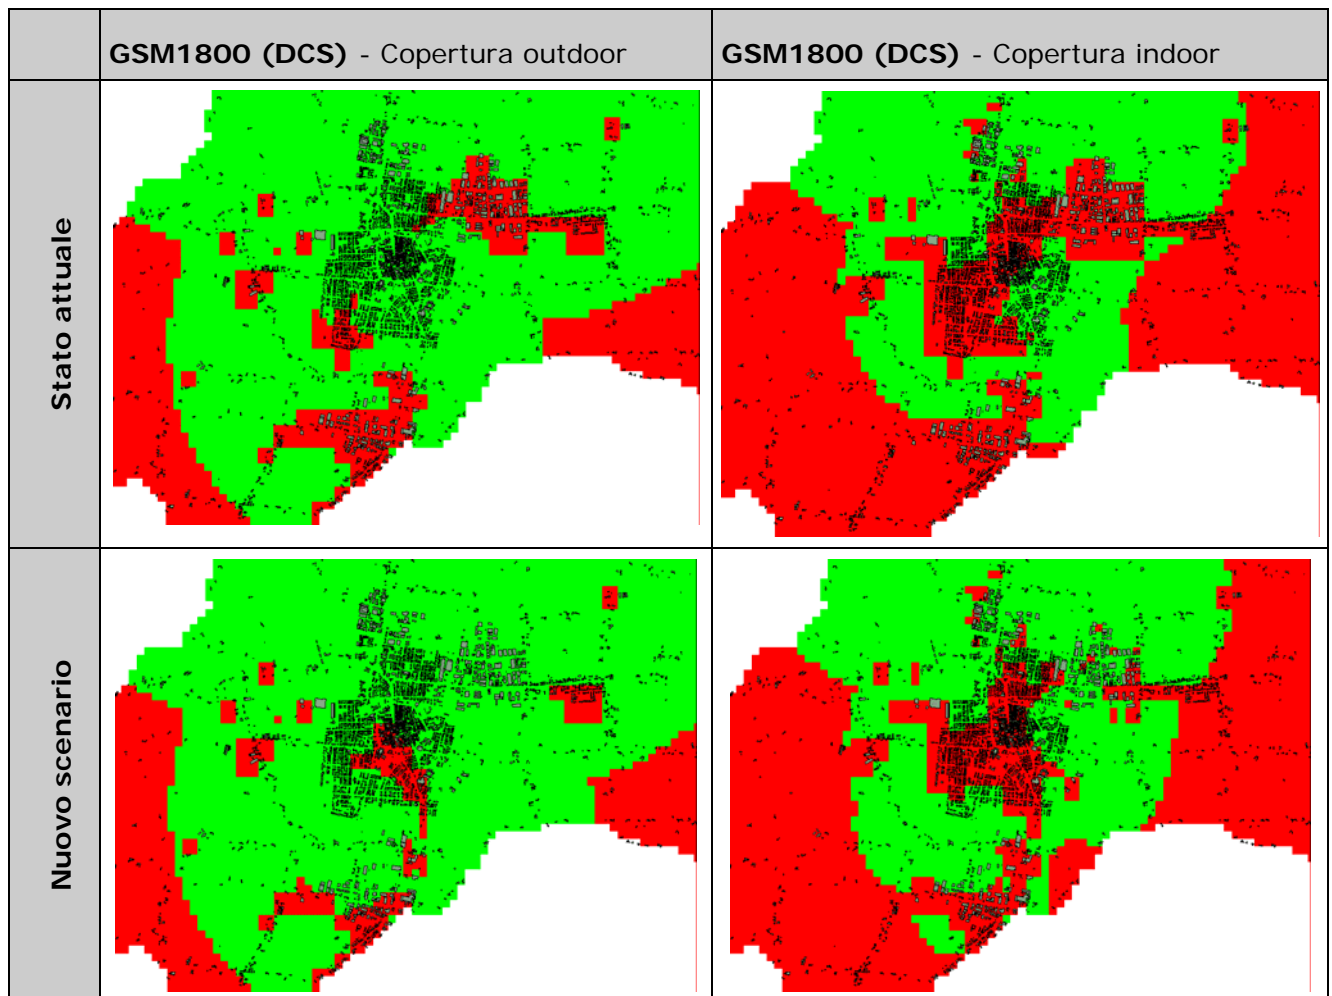 GSM1800 (DCS) - Copertura outdoor
GSM1800 (DCS) - Copertura indoor
Stato attuale
Nuovo scenario